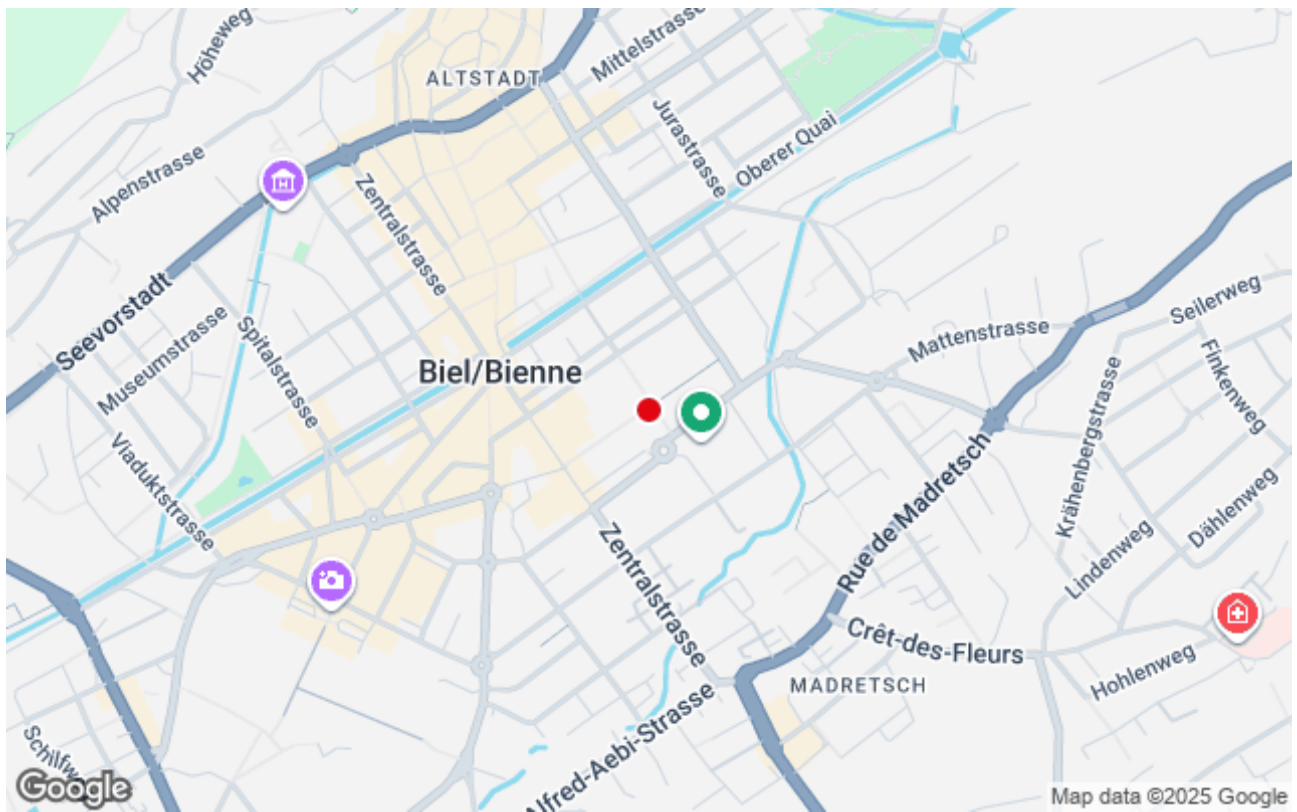 Höheweg
ALTSTADT
Mittelstrasse
Jurastrasse
Oberer Quai
Alpenstrasse
Zentralstrasse
Seevorstadt
Museumstrasse
Spitalstrasse
Biel/Bienne
Mattenstrasse
Seilerweg
Finkenweg
Krähenbergstrasse
Viaduktstrasse
Rue de Madretsch
Dählenweg
Lindenweg
Zentralstrasse
Crêt-des-Fleurs
Hohlenweg
MADRETSCH
Alfred-Aebi-Strasse
Schilfweg
Google
Map data ©2025 Google